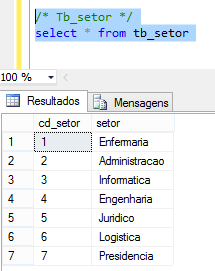 /* Tb_setor */
select * from tb_setor
100 %
Resultados Mensagens
cd_setor setor
1 1 Enfermaria
2 2 Administracao
3 3 Informatica
4 4 Engenharia
5 5 Juridico
6 6 Logistica
7 7 Presidencia